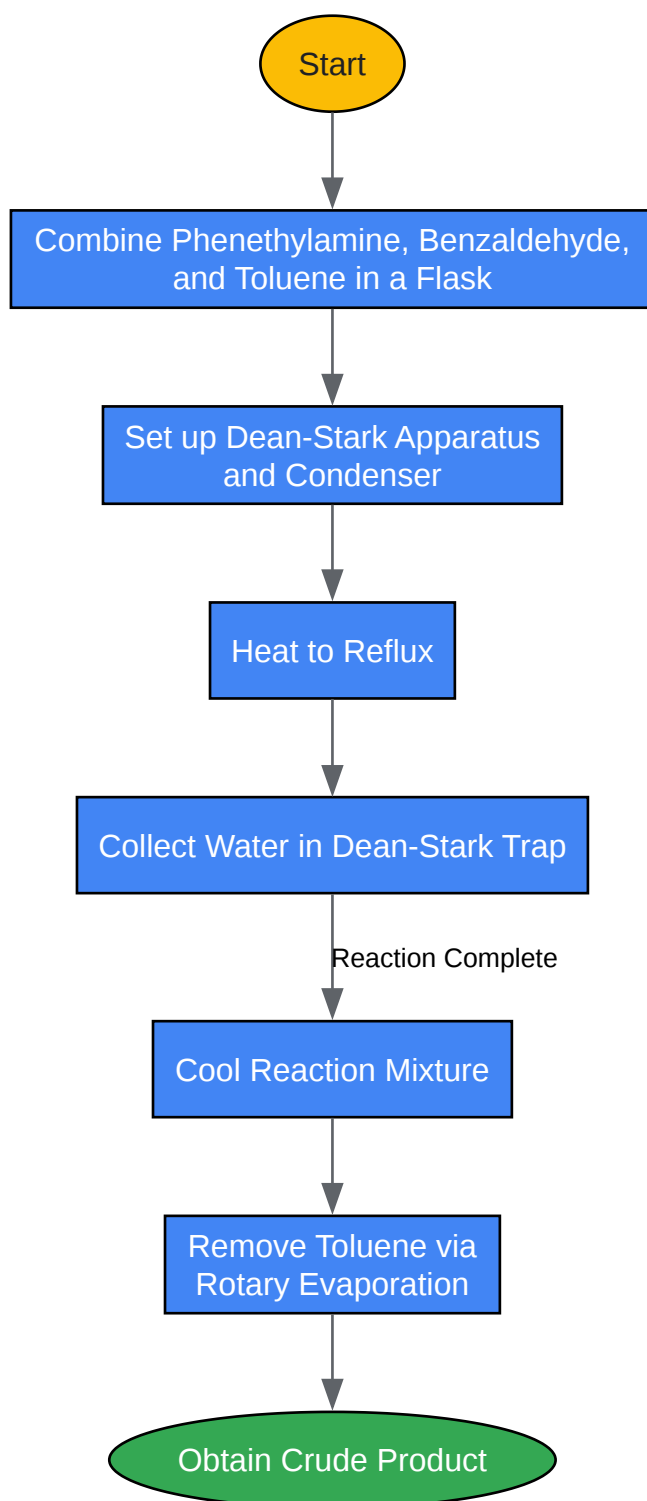 Start
Combine Phenethylamine, Benzaldehyde,
and Toluene in a Flask
Set up Dean-Stark Apparatus
and Condenser
Heat to Reflux
Collect Water in Dean-Stark Trap
Reaction Complete
Cool Reaction Mixture
Remove Toluene via
Rotary Evaporation
Obtain Crude Product